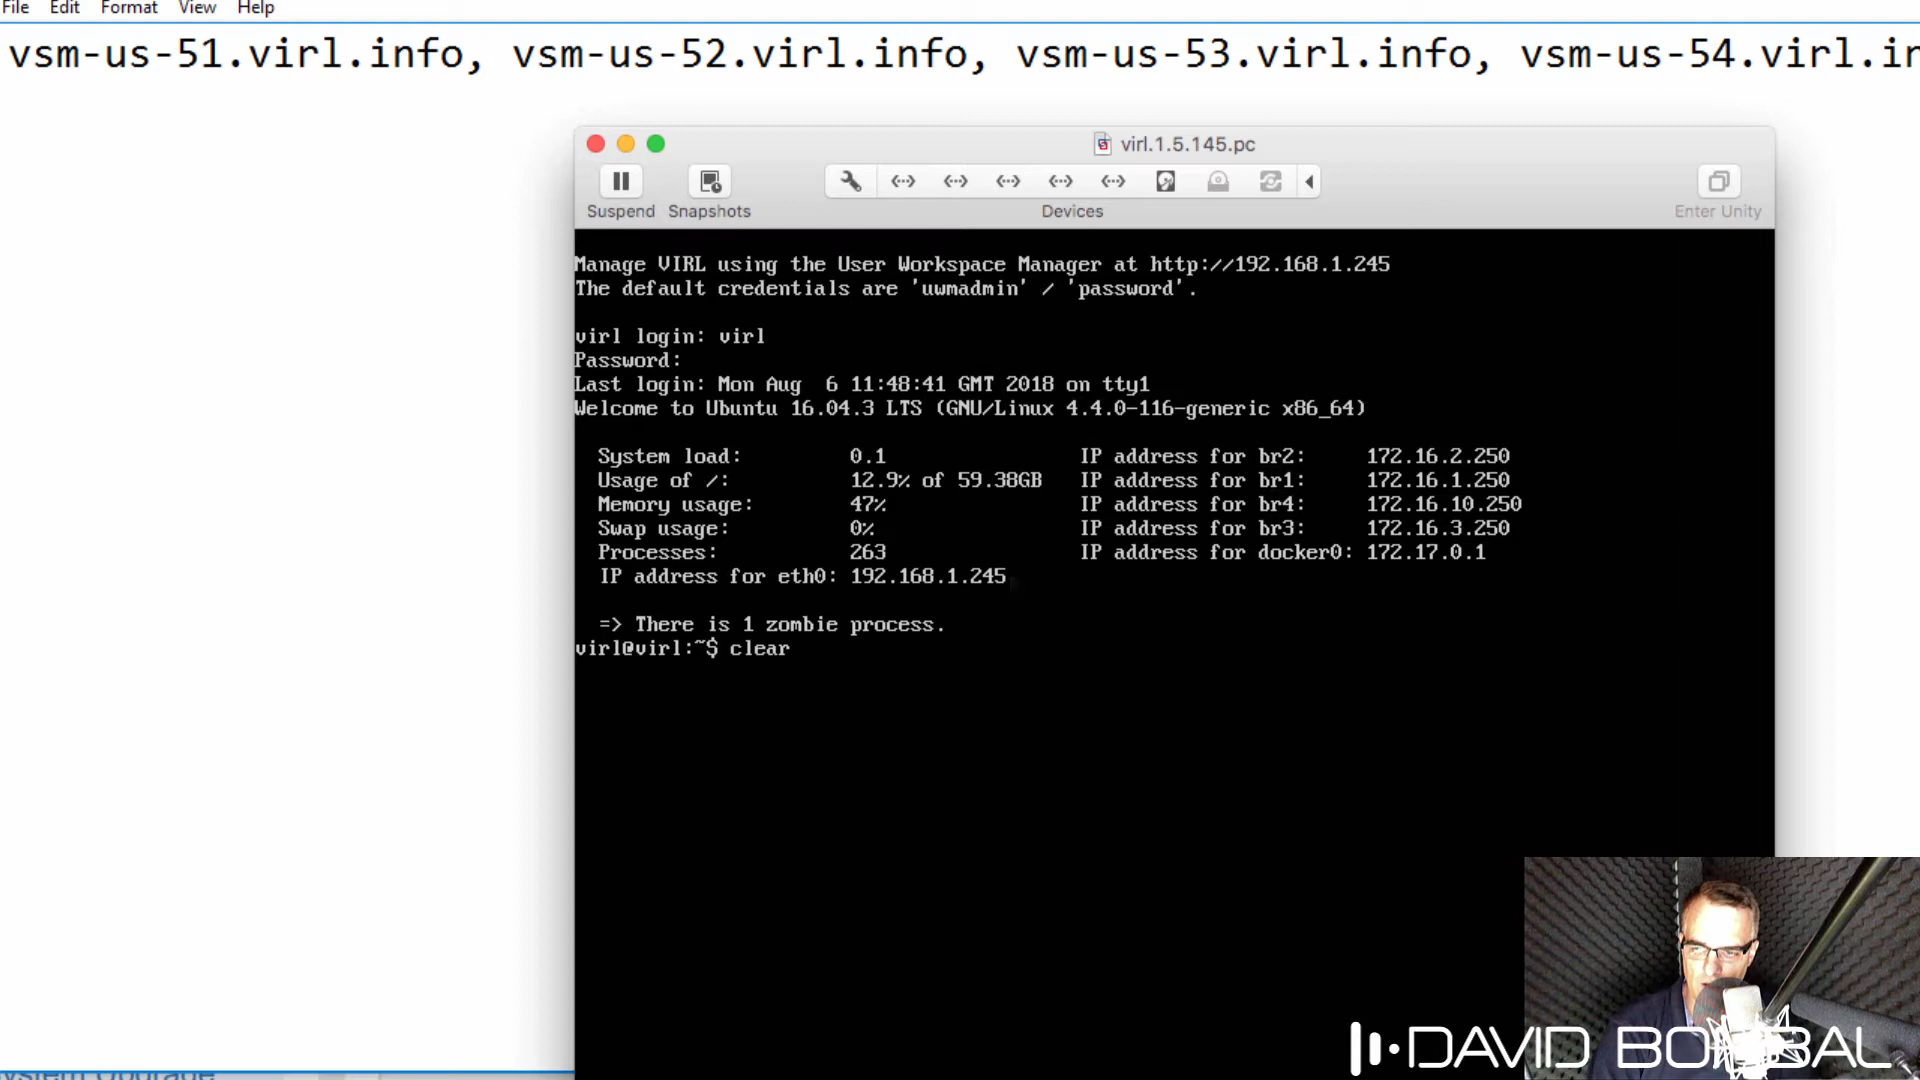 File Edit Format View Help
vsm-us-51.virl.info, vsm-us-52.virl.info, vsm-us-53.virl.info, vsm-us-54.virl.in
virl.1.5.145.pc
Suspend Snapshots Devices Enter Unity
Manage VIRL using the User Workspace Manager at http://192.168.1.245
The default credentials are 'uwmadmin' / 'password'.
virl login: virl
Password:
Last login: Mon Aug  6 11:48:41 GMT 2018 on tty1
Welcome to Ubuntu 16.04.3 LTS (GNU/Linux 4.4.0-116-generic x86_64)
System load: 0.1 IP address for br2: 172.16.2.250
Usage of /: 12.9% of 59.38GB IP address for br1: 172.16.1.250
Memory usage: 47% IP address for br4: 172.16.10.250
Swap usage: 0% IP address for br3: 172.16.3.250
Processes: 263 IP address for docker0: 172.17.0.1
IP address for eth0: 192.168.1.245
=> There is 1 zombie process.
virl@virl:~$ clear
DAVID BOMBAL
ystem Upgrade